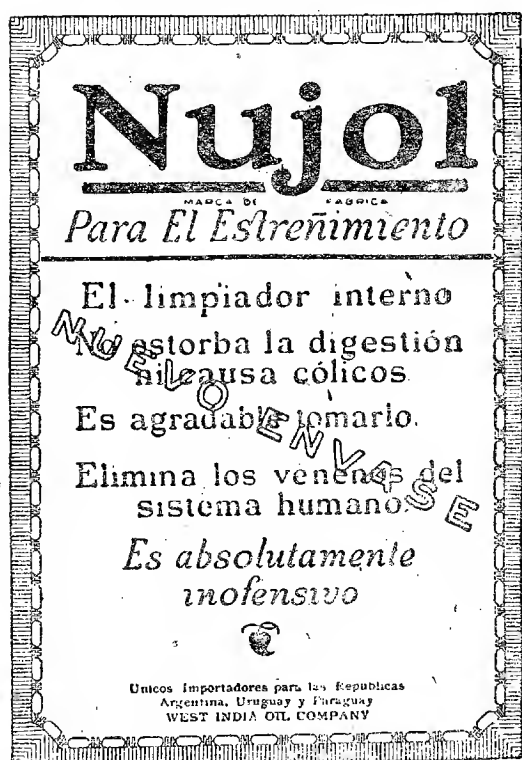 Nujol
MARCA DE FABRICA
Para El Estreñimiento
El limpiador interno
No estorba la digestión
ni causa cólicos
Es agradable tomarlo.
Elimina los venenos del
sistema humano.
NUEVO ENVASE
Es absolutamente
inofensivo
Unicos Importadores para las Republicas
Argentina, Uruguay y Paraguay
WEST INDIA OIL COMPANY